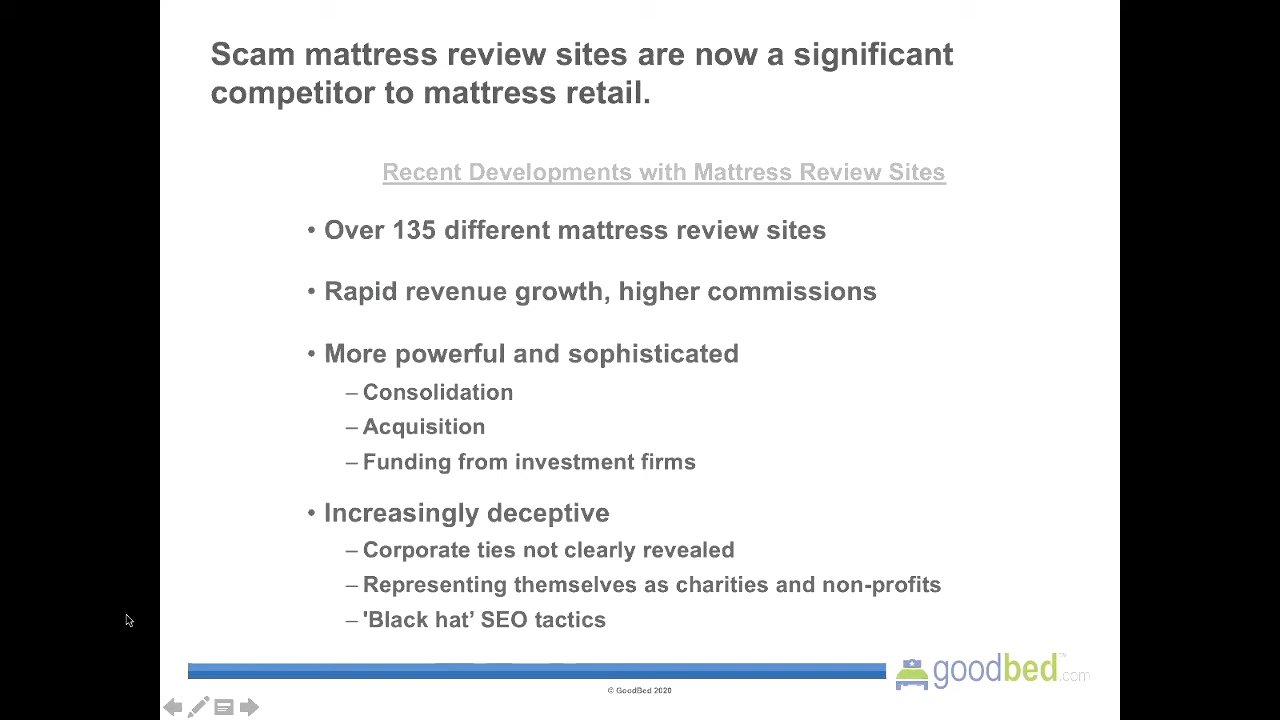 Scam mattress review sites are now a significant
competitor to mattress retail.
Recent Developments with Mattress Review Sites
• Over 135 different mattress review sites
• Rapid revenue growth, higher commissions
• More powerful and sophisticated
– Consolidation
– Acquisition
– Funding from investment firms
• Increasingly deceptive
– Corporate ties not clearly revealed
– Representing themselves as charities and non-profits
– 'Black hat’ SEO tactics
goodbed.com™
© GoodBed 2020